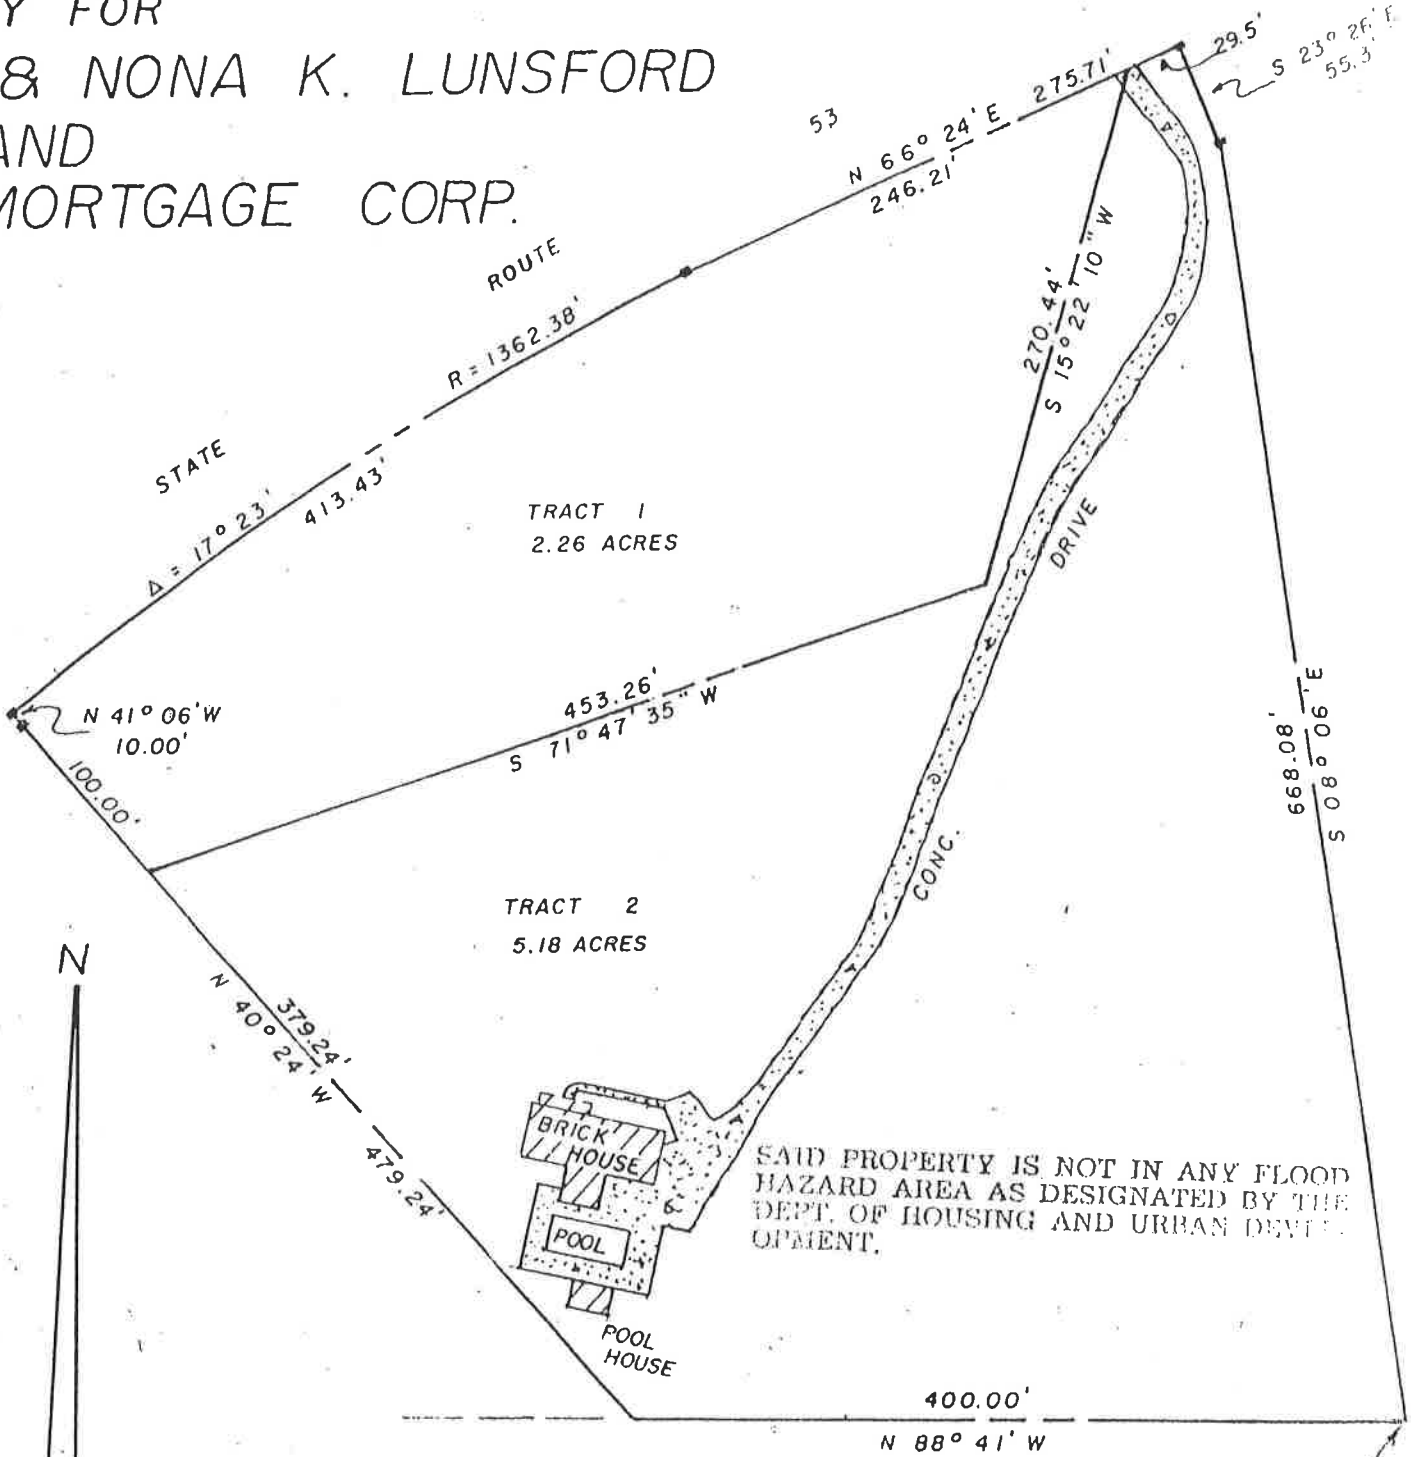 Y FOR
& NONA K. LUNSFORD
AND
MORTGAGE CORP.
29.5'
S 23° 26' E
55.3'
275.71'
53
N 66° 24' E
246.21'
ROUTE
R = 1362.38'
270.44'
S 15° 22' 10" W
STATE
413.43'
Δ = 17° 23'
TRACT 1
2.26 ACRES
DRIVE
N 41° 06' W
10.00'
453.26'
S 71° 47' 35" W
100.00'
668.08'
S 08° 06' E
CONC.
TRACT 2
5.18 ACRES
N
379.24'
N 40° 24' W
479.24'
BRICK
HOUSE
POOL
POOL
HOUSE
SAID PROPERTY IS NOT IN ANY FLOOD
HAZARD AREA AS DESIGNATED BY THE
DEPT. OF HOUSING AND URBAN DEVEL-
OPMENT.
400.00'
N 88° 41' W